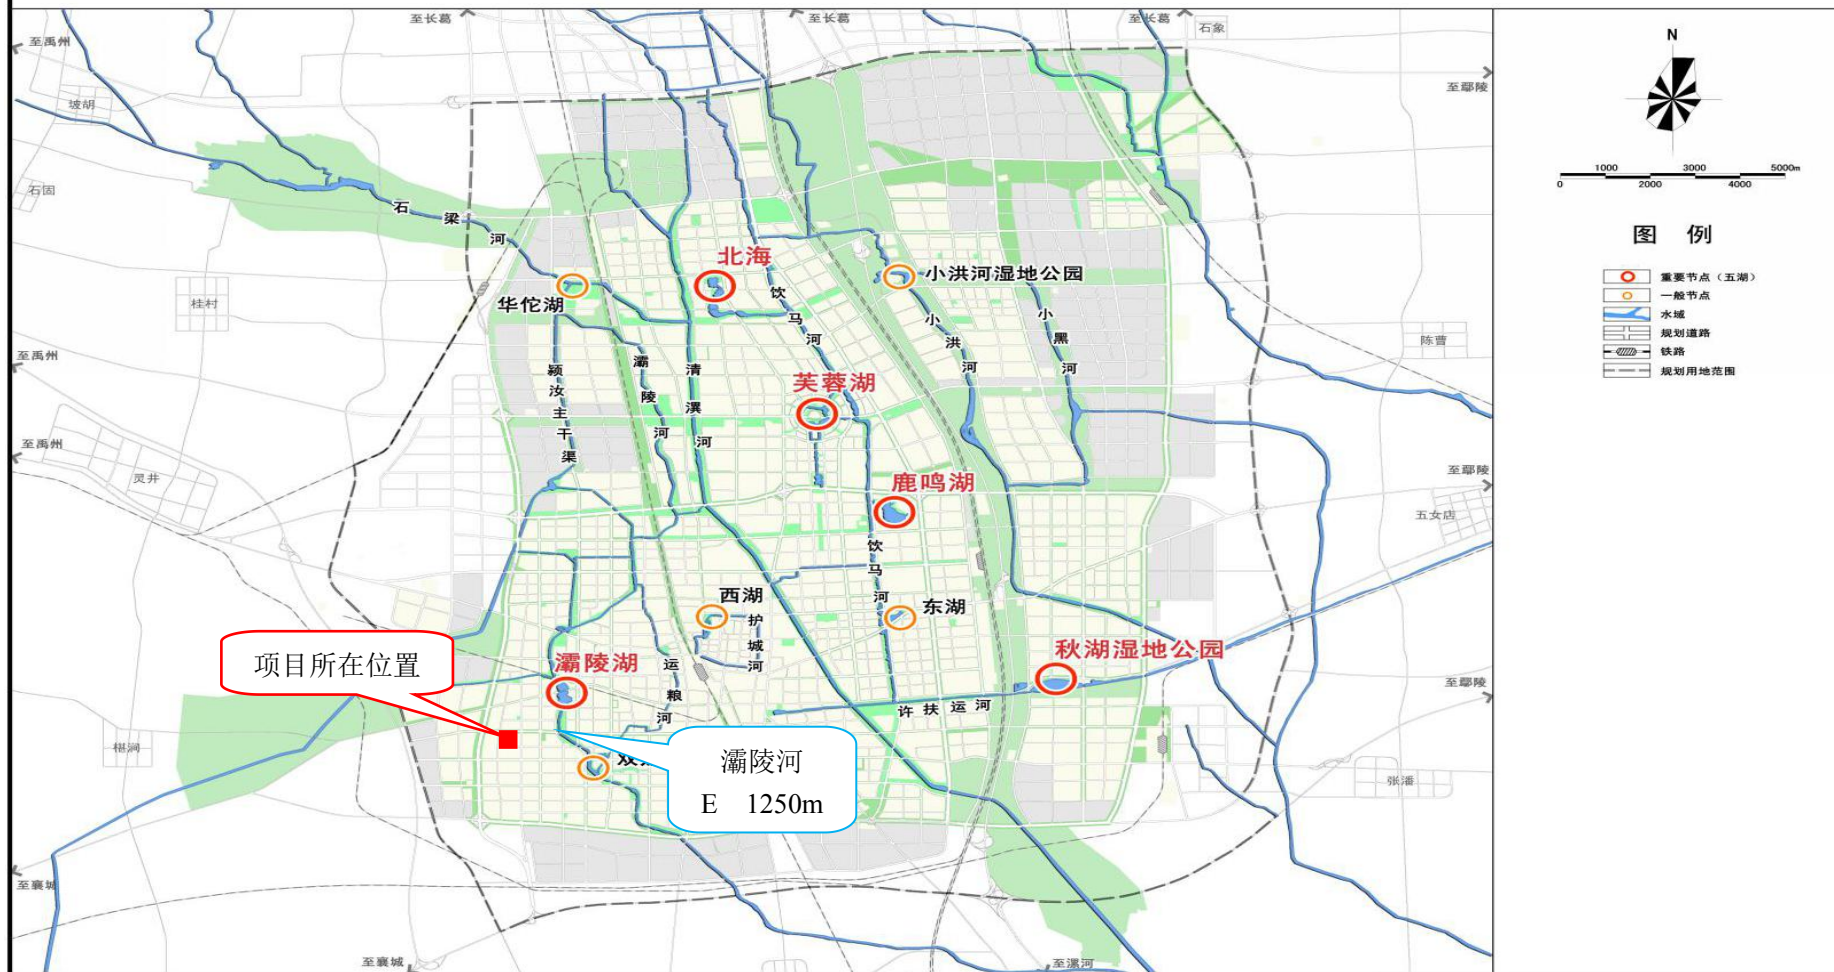 至长葛
至长葛
至长葛
石象
至禹州
至鄢陵
坡胡
石固
石梁河
北海
饮马河
小洪河湿地公园
华佗湖
桂村
小洪河
小黑河
陈曹
至禹州
颍汝主干渠
灞陵河
清潩河
芙蓉湖
至禹州
灵井
鹿鸣湖
至鄢陵
五女店
饮马河
西湖
护城河
东湖
项目所在位置
灞陵湖
运粮河
秋湖湿地公园
至鄢陵
许扶运河
椹涧
双
灞陵河
E 1250m
张潘
至襄城
至襄城
至漯河
N
1000 3000 5000m
0 2000 4000
图 例
重要节点（五湖）
一般节点
水域
规划道路
铁路
规划用地范围